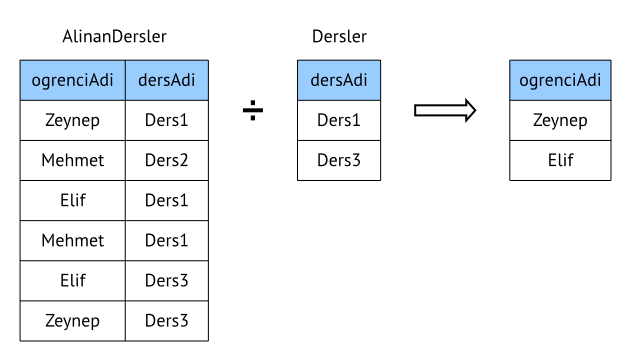 AlinanDersler
ogrenciAdi dersAdi
Zeynep Ders1
Mehmet Ders2
Elif Ders1
Mehmet Ders1
Elif Ders3
Zeynep Ders3
÷
Dersler
dersAdi
Ders1
Ders3
ogrenciAdi
Zeynep
Elif